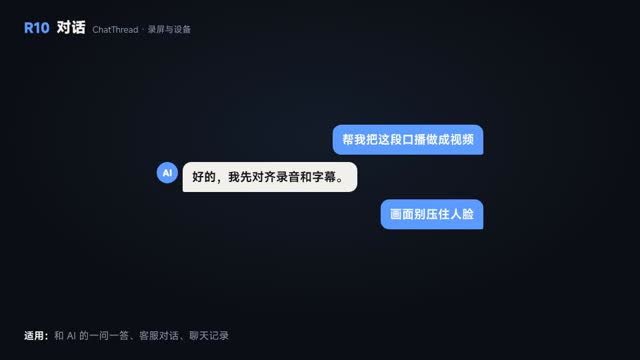 R10 对话 ChatThread · 录屏与设备
帮我把这段口播做成视频
AI 好的，我先对齐录音和字幕。
画面别压住人脸
适用：和 AI 的一问一答、客服对话、聊天记录